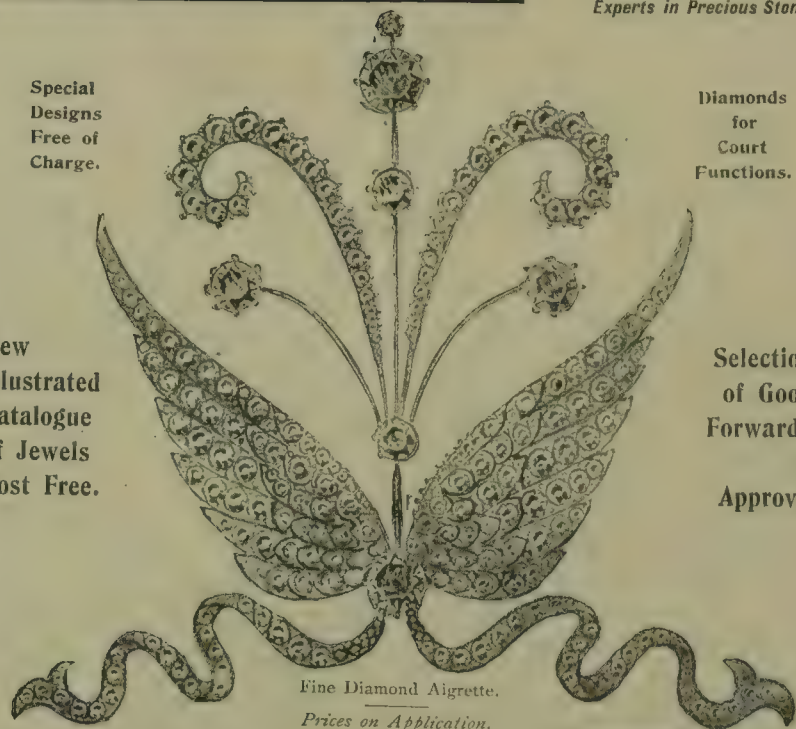 Experts in Precious Ston
Special
Designs
Free of
Charge.
Diamonds
for
Court
Functions.
ew
lustrated
atalogue
f Jewels
ost Free.
Selectio
of Goo
Forward
Approv
Fine Diamond Aigrette.
Prices on Application.